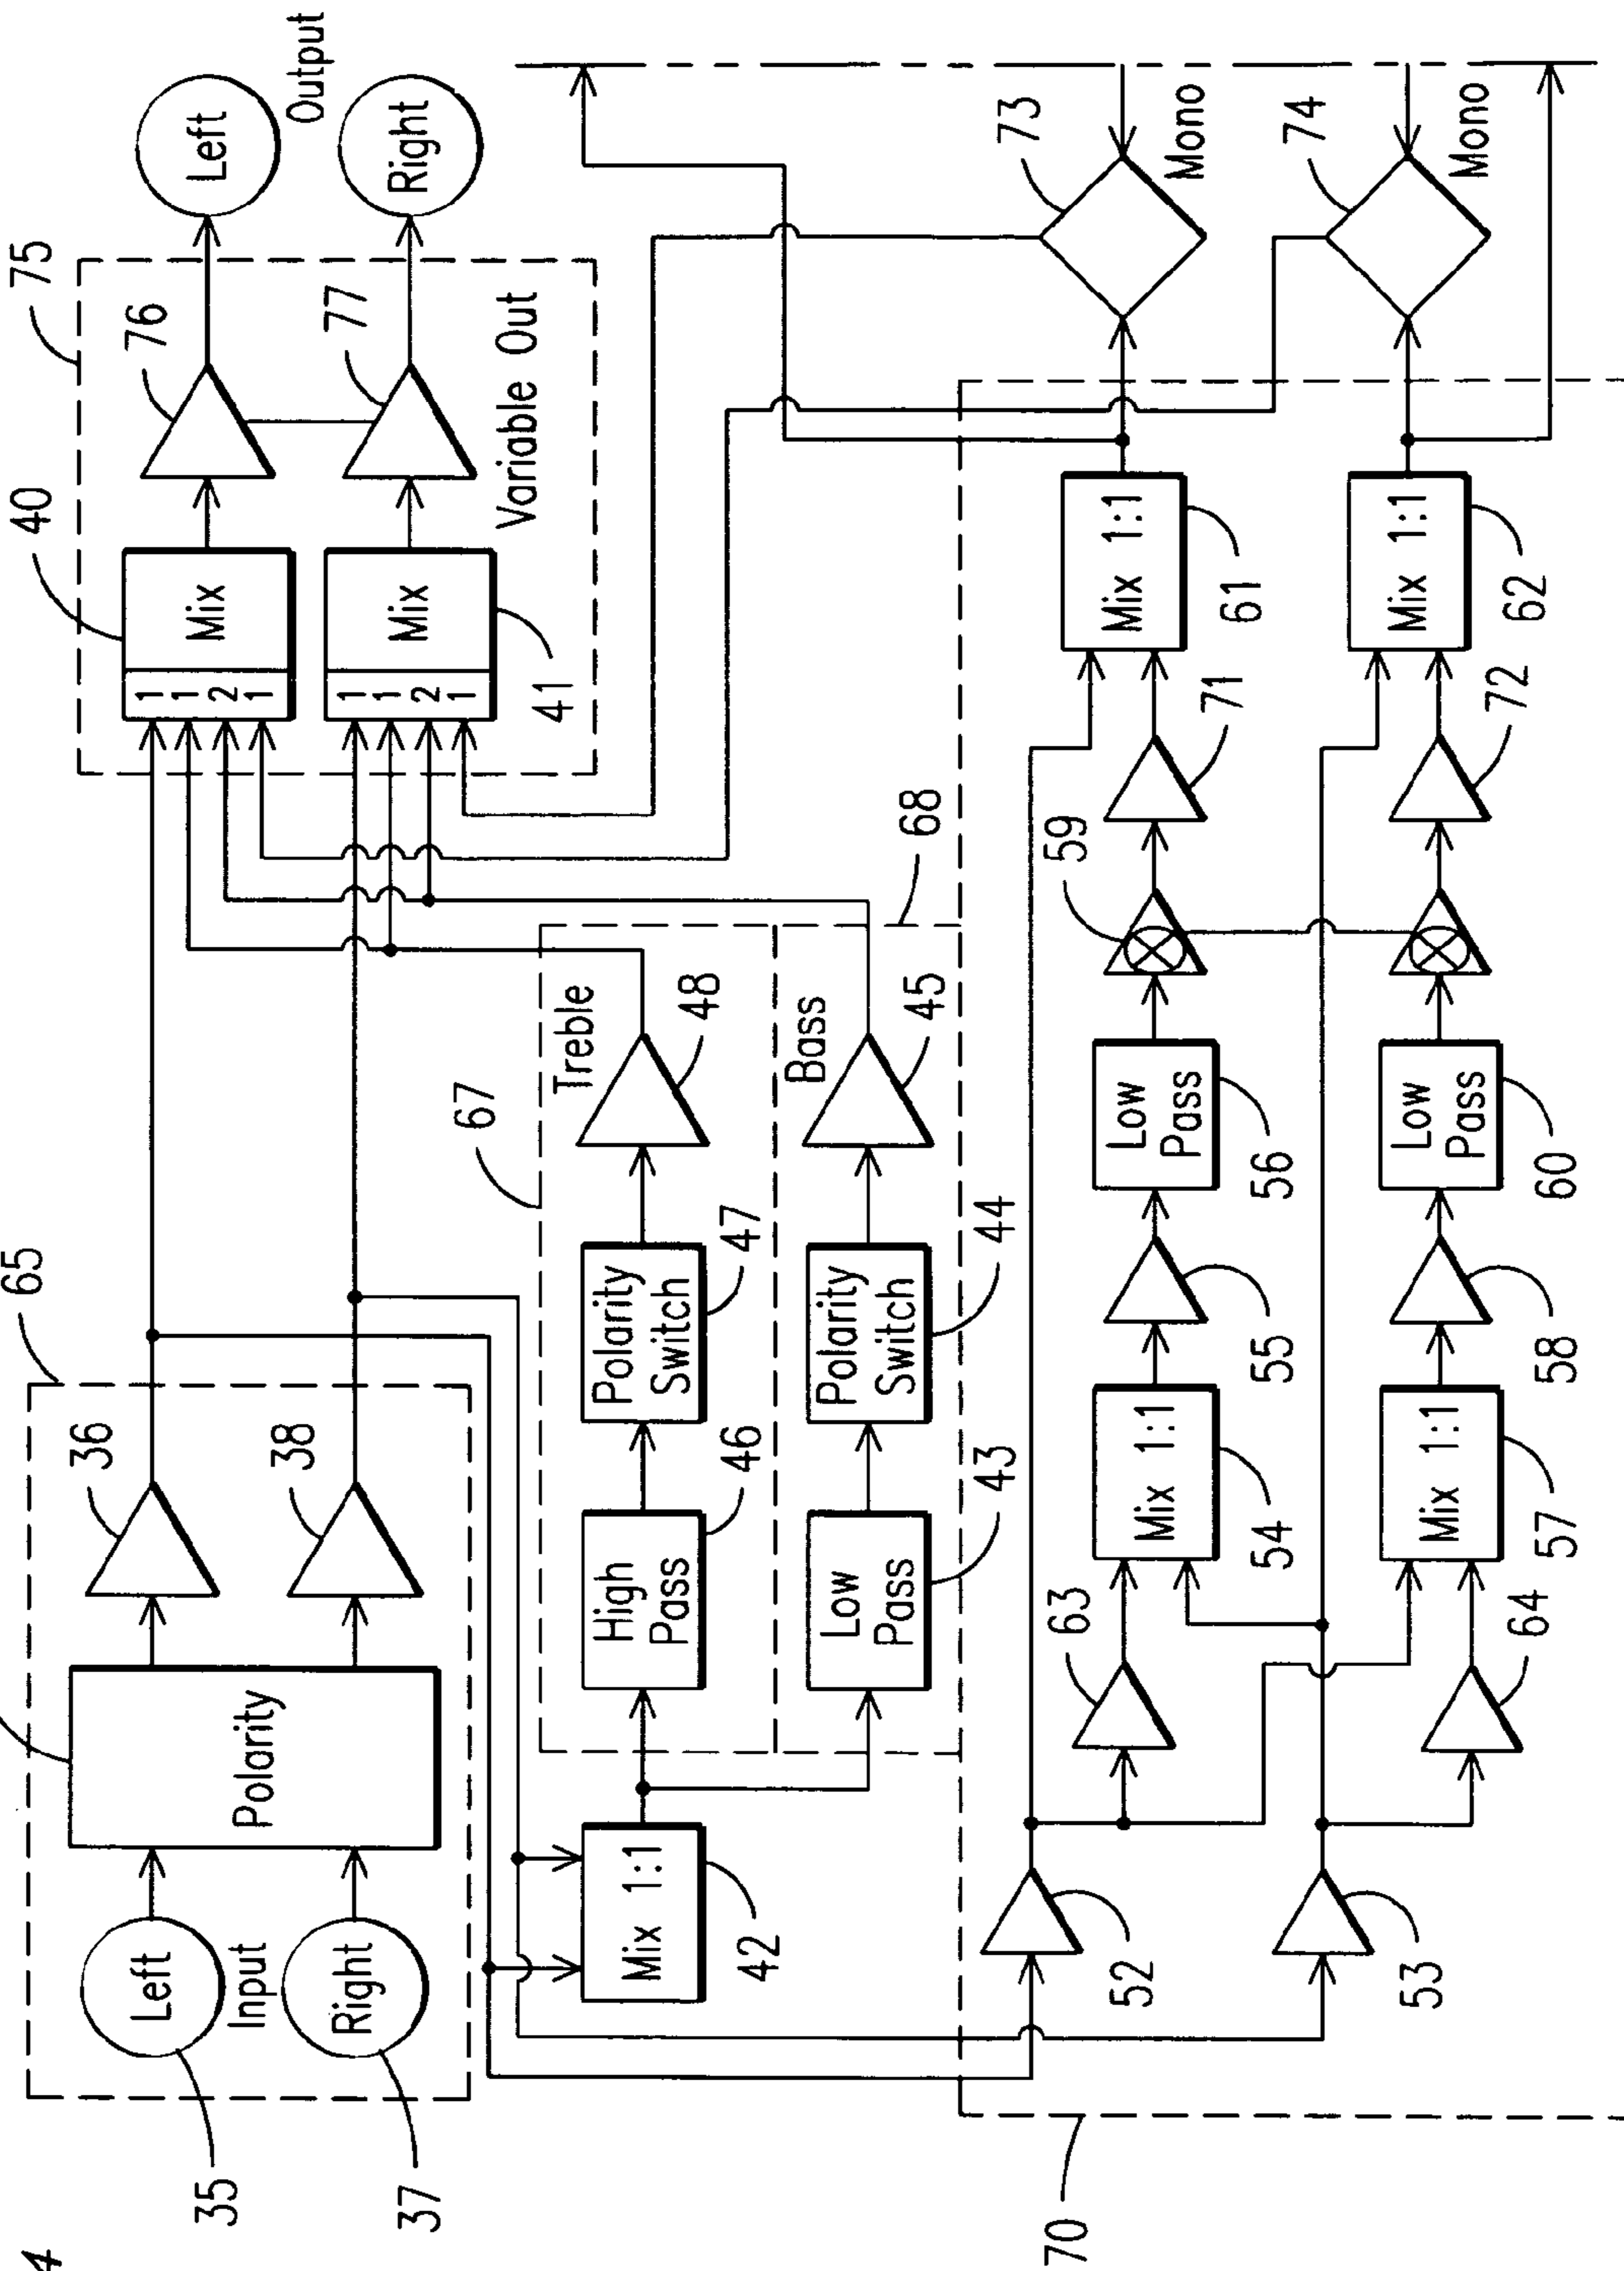 4
65
36
38
Left
Input
Right
35
37
Polarity
75
40
76
77
1
1
2
1
Mix
1
1
2
1
Mix
41
Variable Out
Left
Output
Right
67
Treble
High
Pass
46
Polarity
Switch
47
48
68
Bass
Low
Pass
43
Polarity
Switch
44
45
Mix 1:1
42
70
52
53
63
64
Mix 1:1
54
Mix 1:1
57
55
58
Low
Pass
56
Low
Pass
60
59
71
72
Mix 1:1
61
Mix 1:1
62
73
Mono
74
Mono